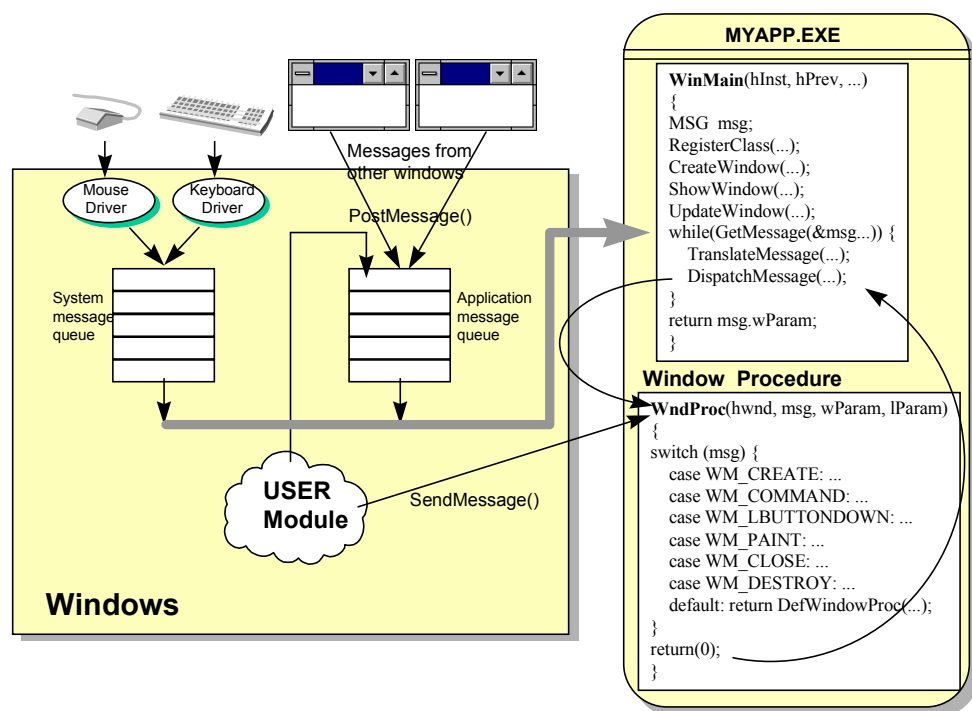 MYAPP.EXE
WinMain(hInst, hPrev, ...)
{
MSG msg;
RegisterClass(...);
CreateWindow(...);
ShowWindow(...);
UpdateWindow(...);
while(GetMessage(&msg...)) {
TranslateMessage(...);
DispatchMessage(...);
}
return msg.wParam;
}
Window Procedure
WndProc(hwnd, msg, wParam, lParam)
{
switch (msg) {
case WM_CREATE: ...
case WM_COMMAND: ...
case WM_LBUTTONDOWN: ...
case WM_PAINT: ...
case WM_CLOSE: ...
case WM_DESTROY: ...
default: return DefWindowProc(...);
}
return(0);
}
Messages from
other windows
Mouse
Driver
Keyboard
Driver
PostMessage()
System
message
queue
Application
message
queue
USER
Module
SendMessage()
Windows